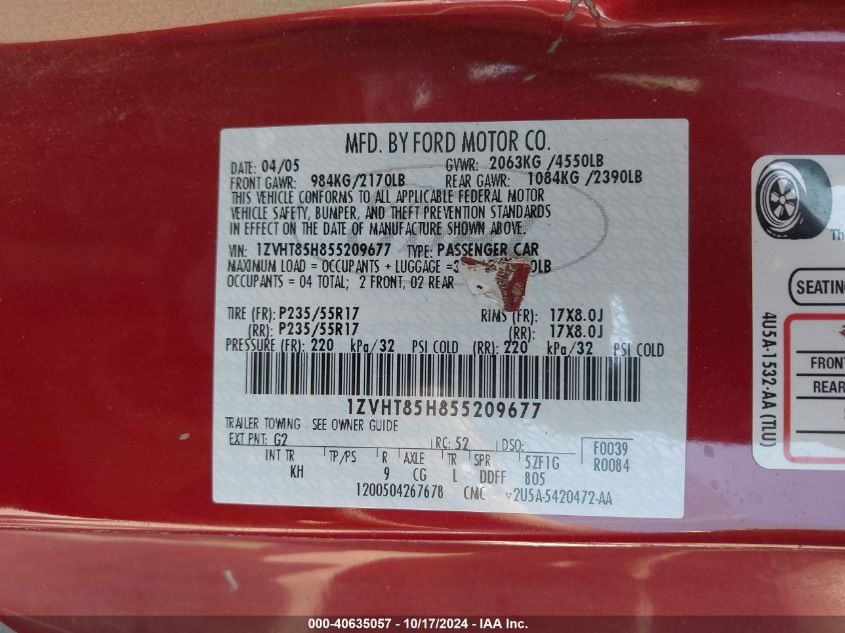 MFD. BY FORD MOTOR CO.
DATE: 04/05 GVWR: 2063KG /4550LB
FRONT GAWR: 984KG/2170LB REAR GAWR: 1084KG /2390LB
THIS VEHICLE CONFORMS TO ALL APPLICABLE FEDERAL MOTOR
VEHICLE SAFETY, BUMPER, AND THEFT PREVENTION STANDARDS
IN EFFECT ON THE DATE OF MANUFACTURE SHOWN ABOVE.
VIN: 1ZVHT85H855209677 TYPE: PASSENGER CAR
MAXIMUM LOAD = OCCUPANTS + LUGGAGE =
OCCUPANTS = 04 TOTAL; 2 FRONT, 02 REAR
TIRE (FR): P235/55R17 RIMS (FR): 17X8.0J
(RR): P235/55R17 (RR): 17X8.0J
PRESSURE (FR): 220 kPa/32 PSI COLD (RR): 220 kPa/32 PSI COLD
1ZVHT85H855209677
TRAILER TOWING - SEE OWNER GUIDE
EXT PNT: G2 RC: 52 DSO: F0039
INT TR TP/PS R AXLE TR SPR 5ZF1G R0084
KH 9 CG L DDFF 805
1200504267678 CMC 2U5A-5420472-AA
4U5A-1532-AA (TLU)
SEATING
FRONT
REAR
#00-40635057 - 10/17/2024 - IAA Inc.